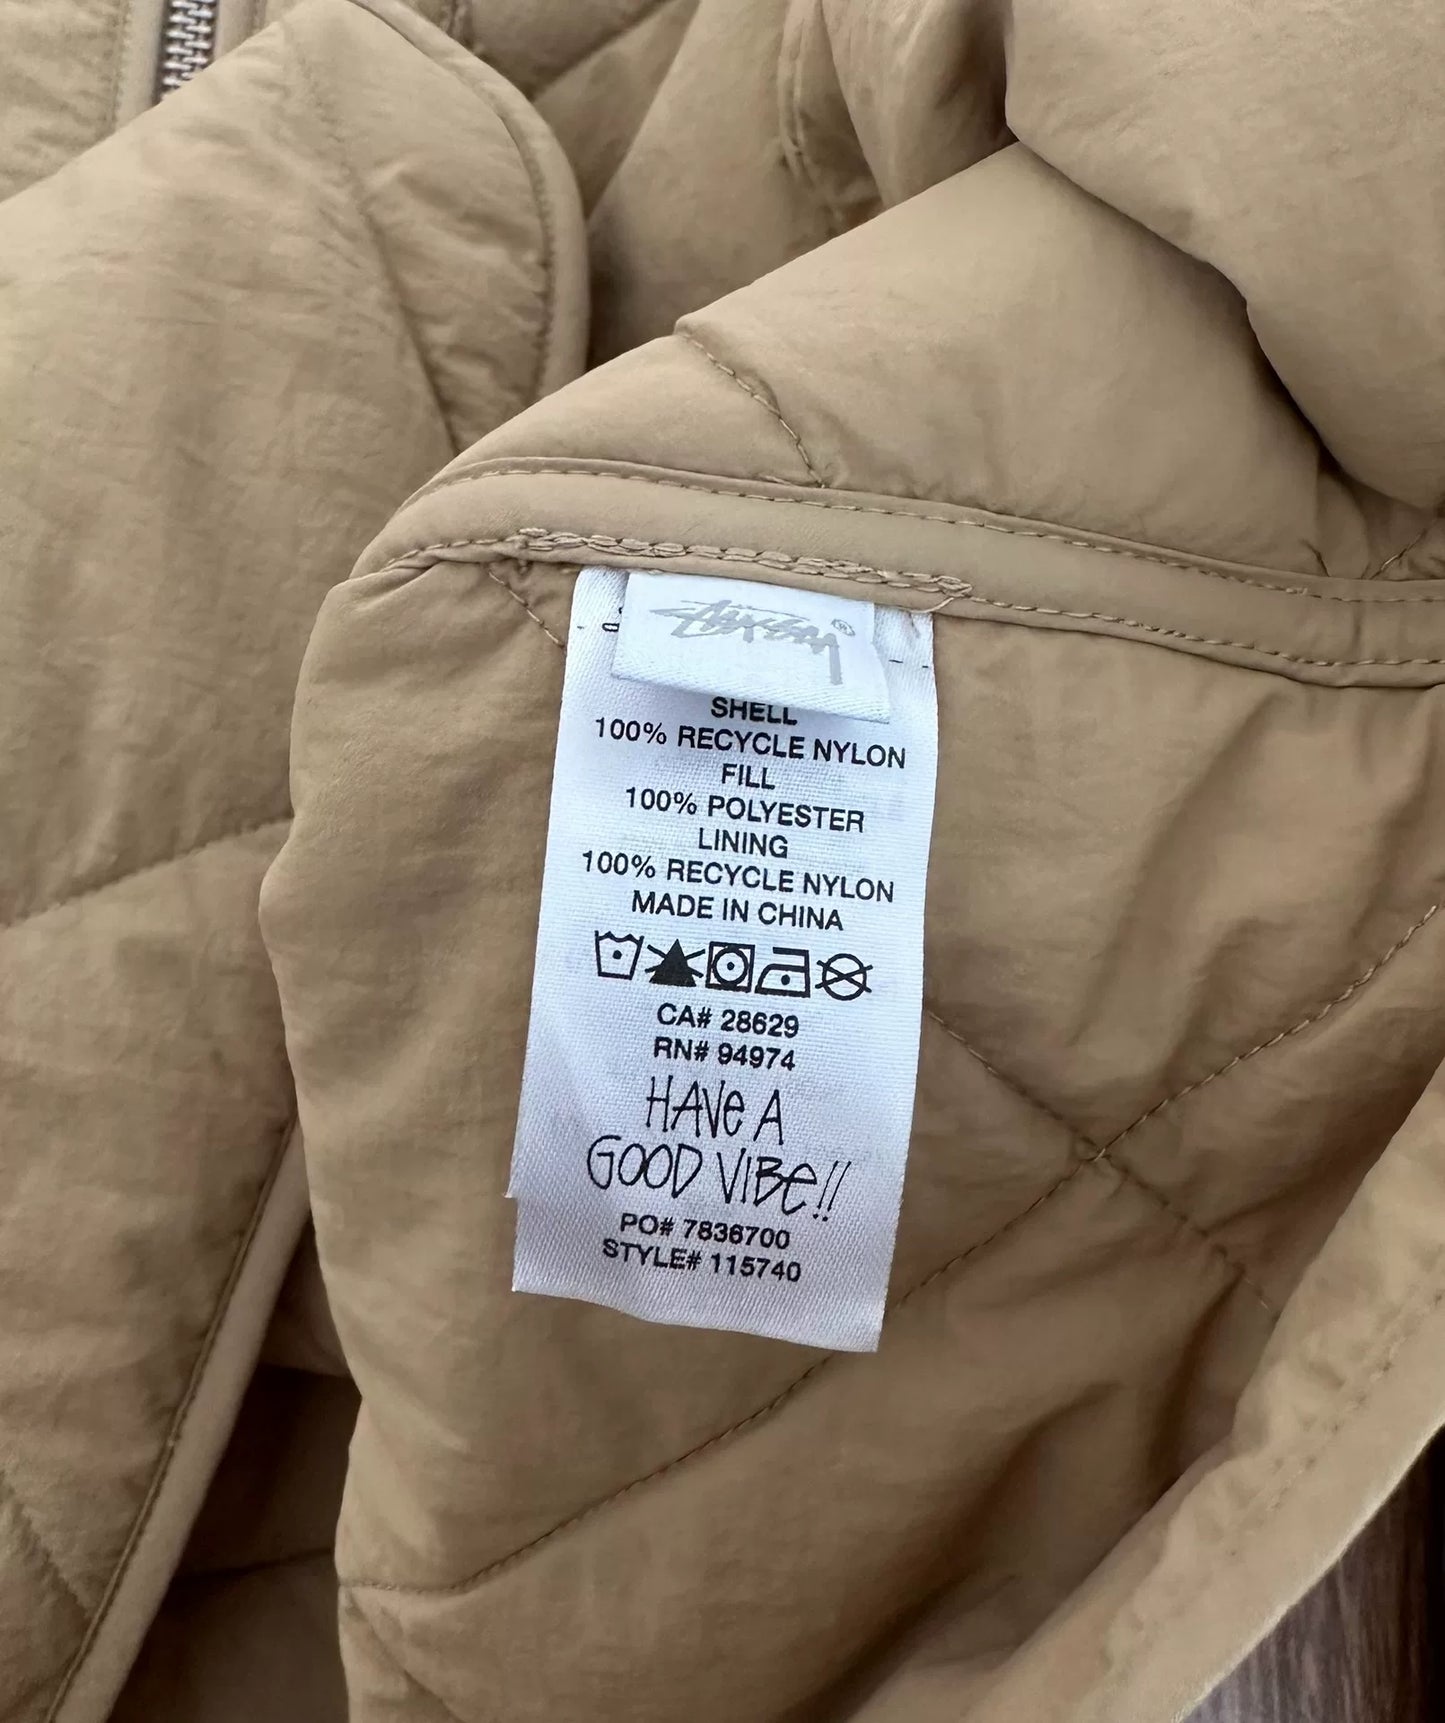 STÜSSY®
SHELL
100% RECYCLE NYLON
FILL
100% POLYESTER
LINING
100% RECYCLE NYLON
MADE IN CHINA
CA# 28629
RN# 94974
HAVE A
GOOD VIBE!!
PO# 7836700
STYLE# 115740